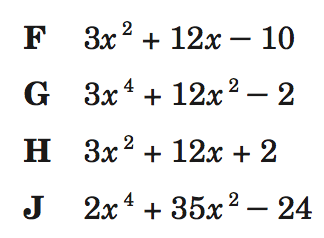 F 3x² + 12x − 10
G 3x⁴ + 12x² − 2
H 3x² + 12x + 2
J 2x⁴ + 35x² − 24